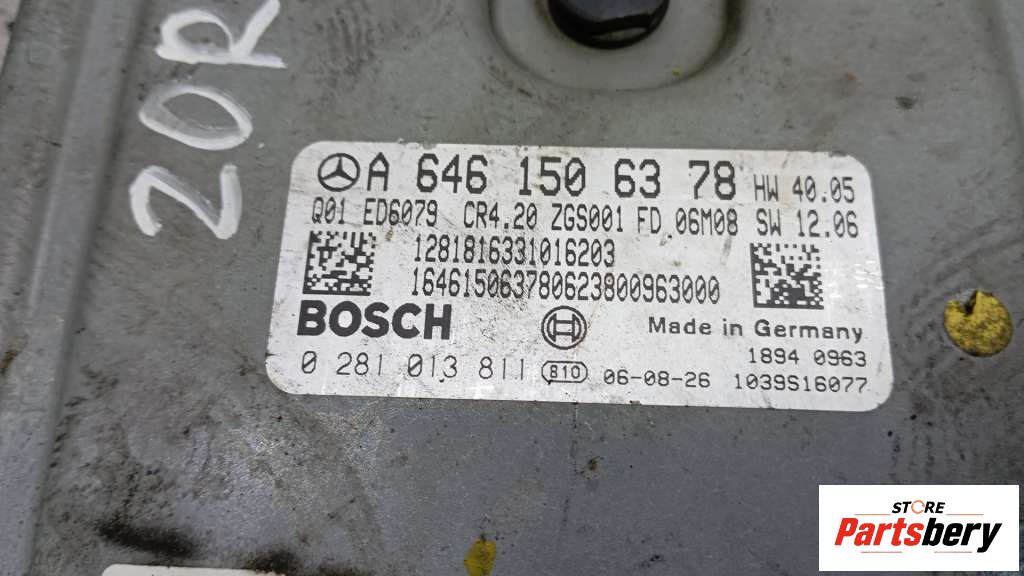 20R
A 646 150 63 78 HW 40.05
Q01 ED6079 CR4.20 ZGS001 FD 06M08 SW 12.06
1281816331016203
164615063780623800963000
BOSCH
Made in Germany
1894 0963
0 281 013 811 810 06-08-26 1039S16077
STORE
Partsbery